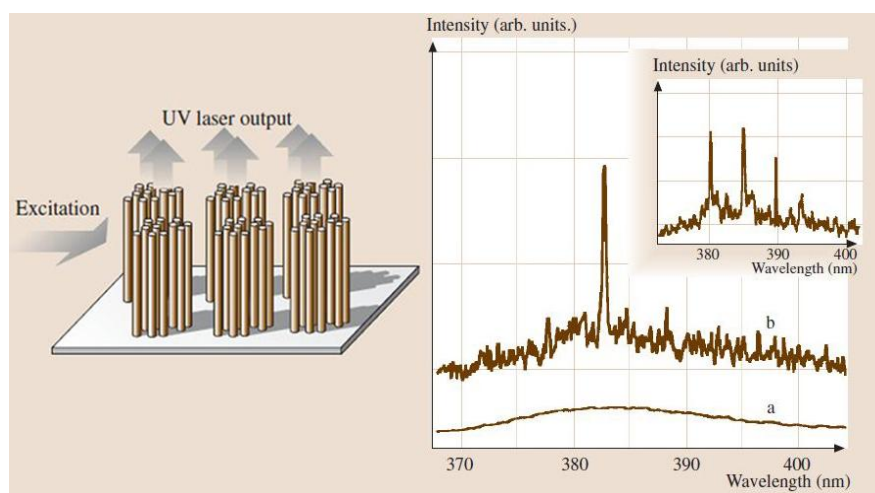 UV laser output
Excitation
Intensity (arb. units.)
b
a
370 380 390 400
Wavelength (nm)
Intensity (arb. units)
380 390 400
Wavelength (nm)